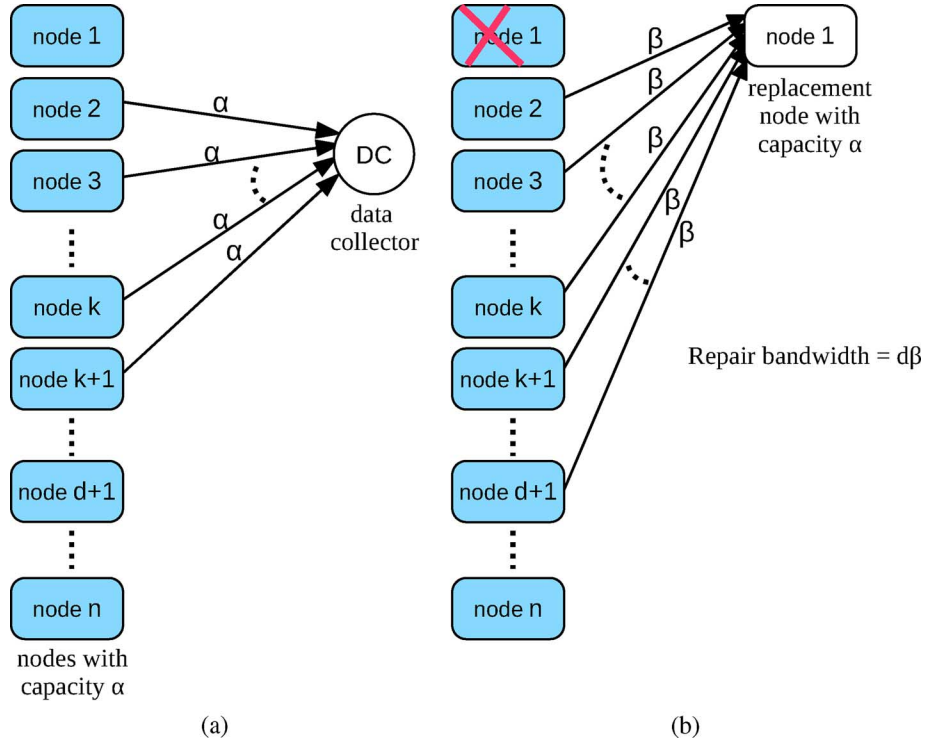 node 1
node 2
node 3
node k
node k+1
node d+1
node n
nodes with
capacity α
α
α
α
α
DC
data
collector
(a)
node 1
node 2
node 3
node k
node k+1
node d+1
node n
β
β
β
β
β
node 1
replacement
node with
capacity α
Repair bandwidth = dβ
(b)